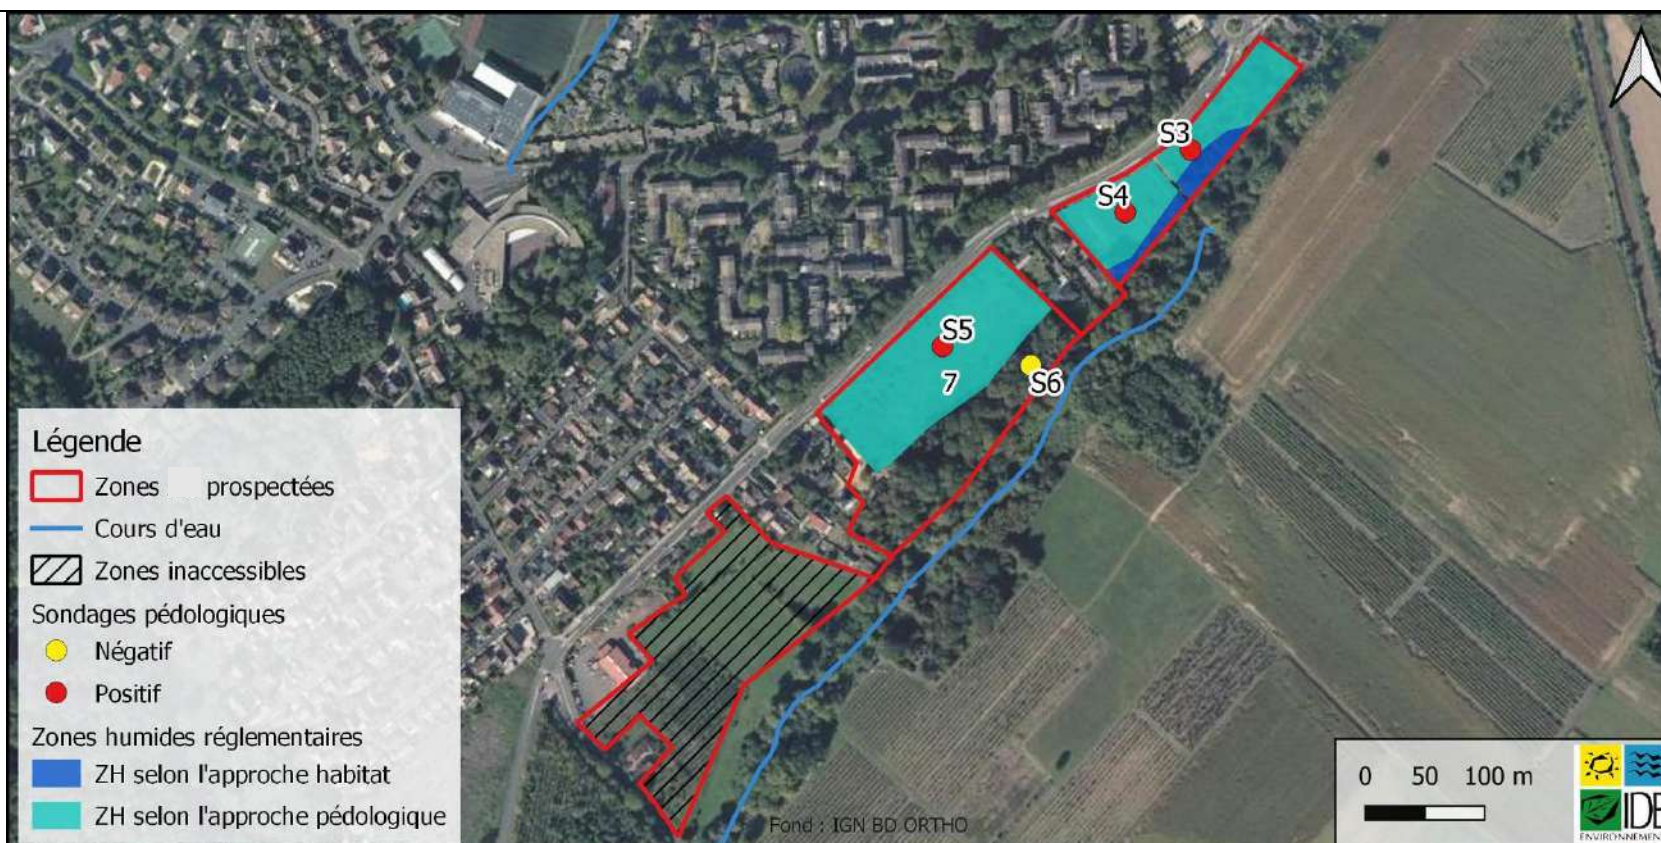 S3
S4
S5
7
S6
Légende
Zones prospectées
Cours d'eau
Zones inaccessibles
Sondages pédologiques
Négatif
Positif
Zones humides réglementaires
ZH selon l'approche habitat
ZH selon l'approche pédologique
0 50 100 m
Fond : IGN BD ORTHO
IDE
ENVIRONNEMENT